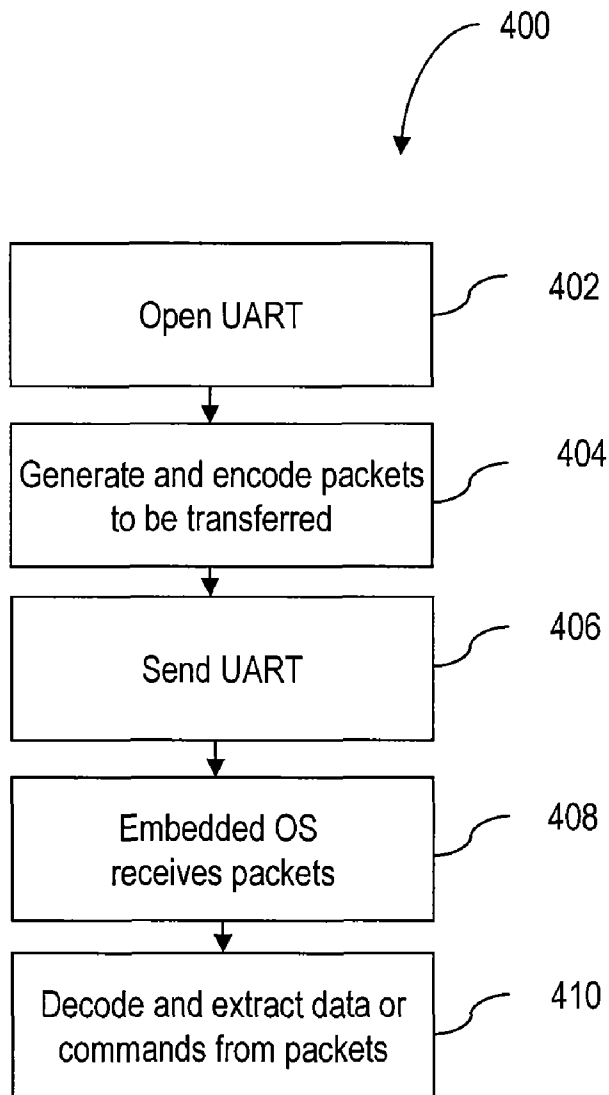 400
Open UART
402
Generate and encode packets
to be transferred
404
Send UART
406
Embedded OS
receives packets
408
Decode and extract data or
commands from packets
410